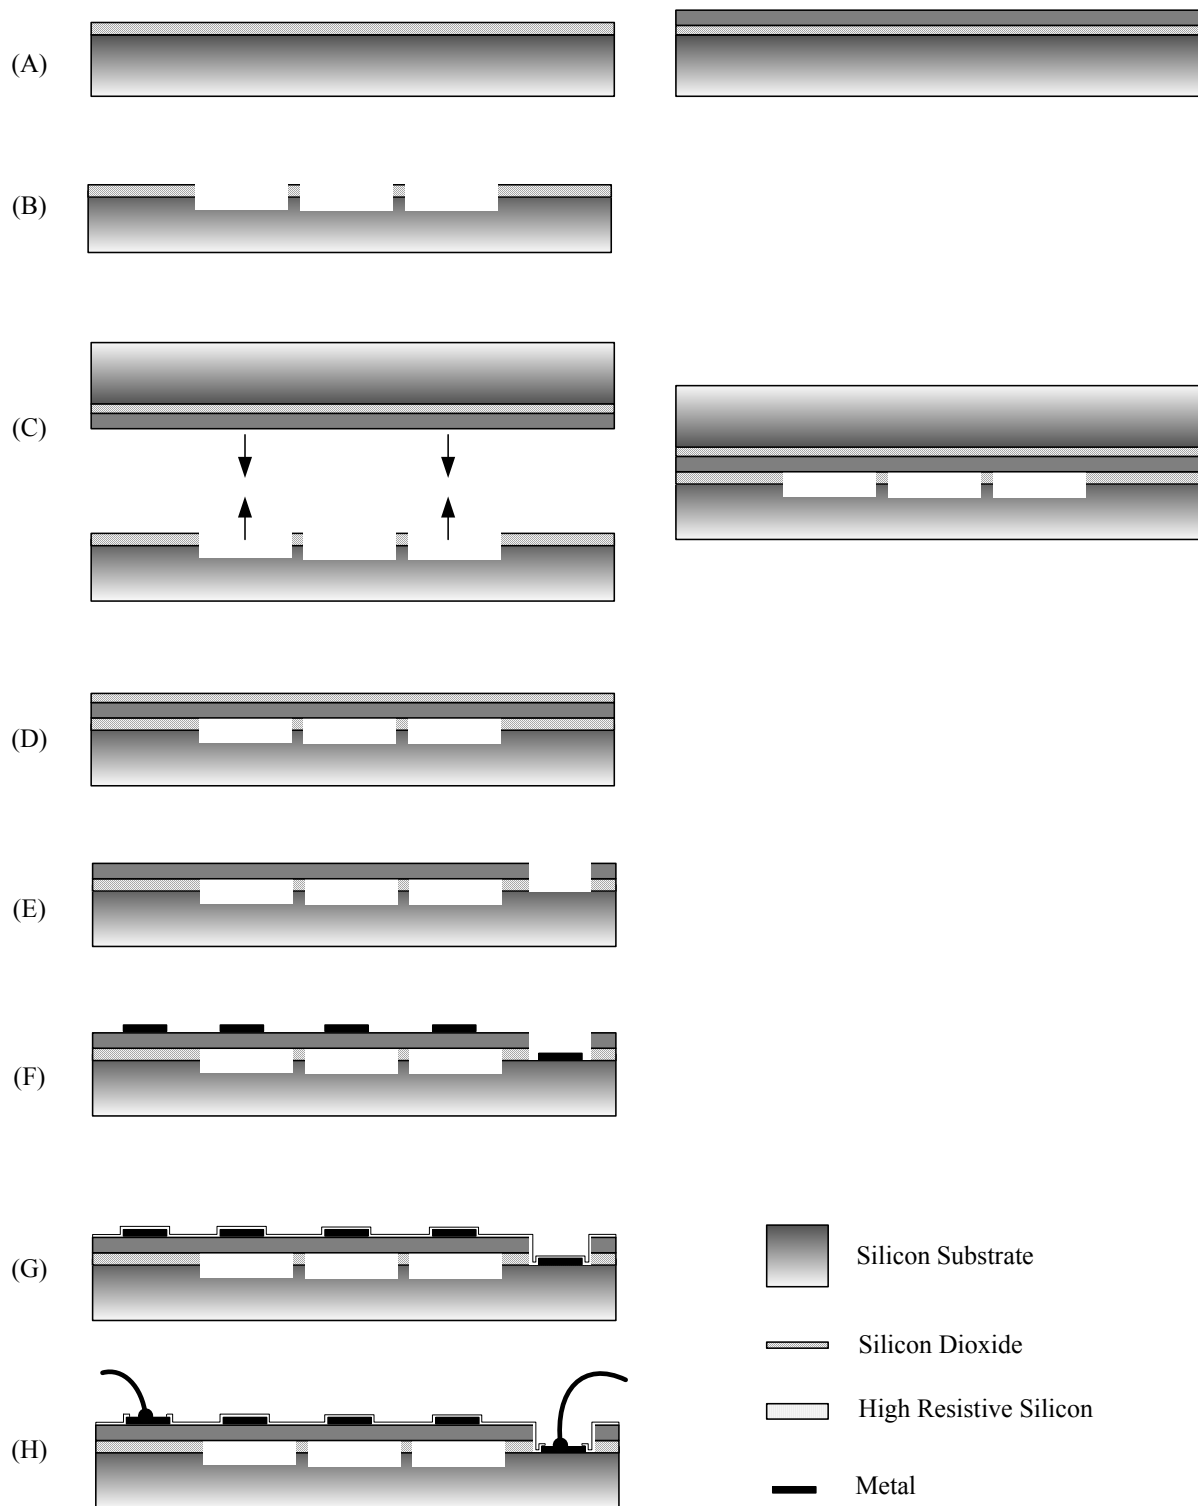 (A)
(B)
(C)
(D)
(E)
(F)
(G)
(H)
Silicon Substrate
Silicon Dioxide
High Resistive Silicon
Metal